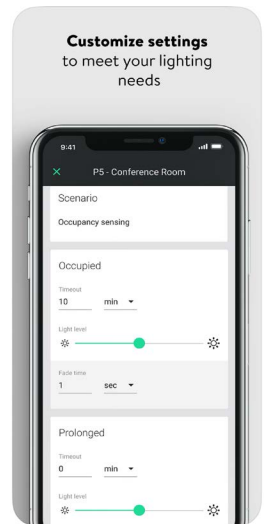 Customize settings
to meet your lighting
needs
9:41
P5 - Conference Room
Scenario
Occupancy sensing
Occupied
Timeout
10 min
Light level
Fade time
1 sec
Prolonged
Timeout
0 min
Light level